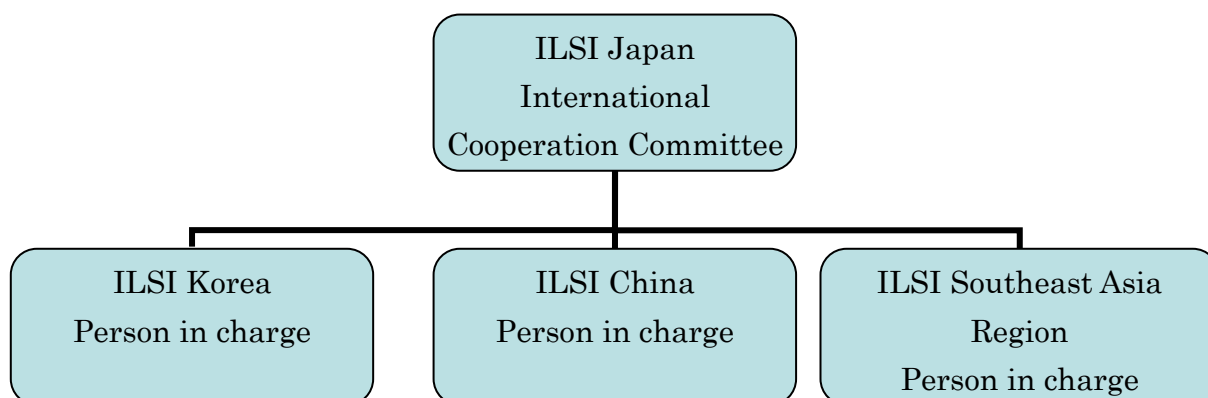 ILSI Japan
International
Cooperation Committee
ILSI Korea
Person in charge
ILSI China
Person in charge
ILSI Southeast Asia
Region
Person in charge